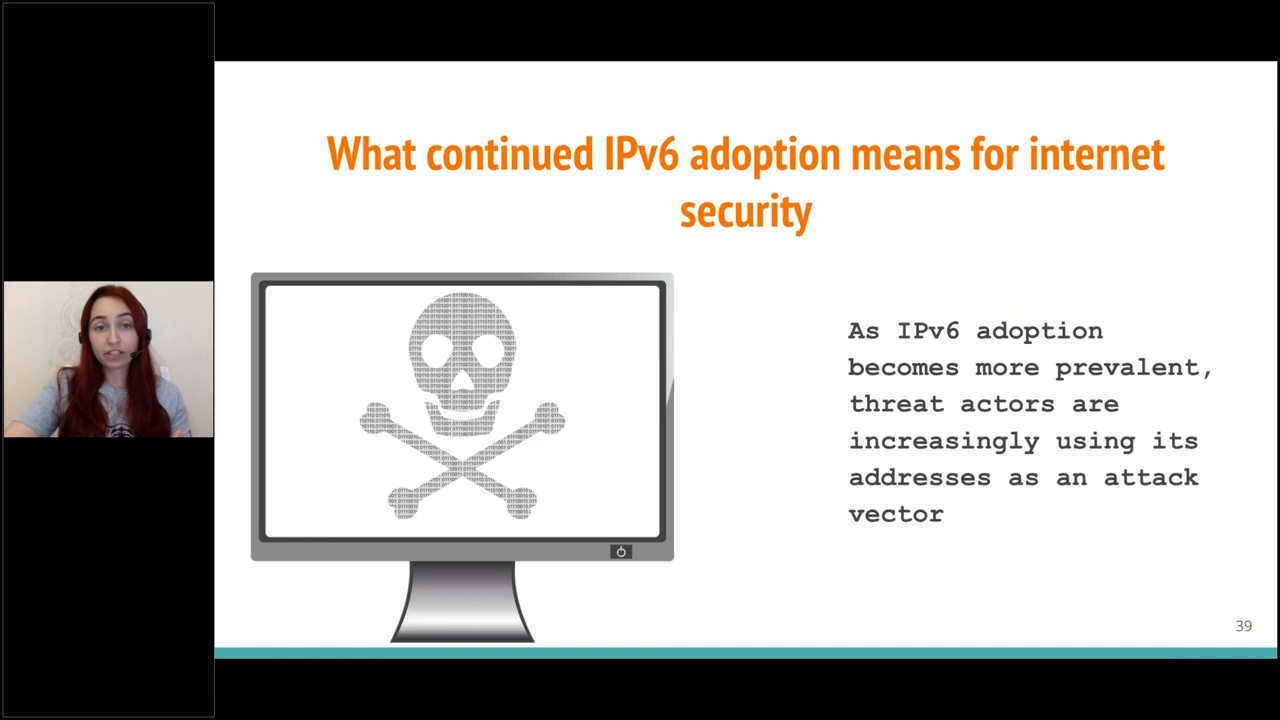 What continued IPv6 adoption means for internet
security
As IPv6 adoption
becomes more prevalent,
threat actors are
increasingly using its
addresses as an attack
vector
39